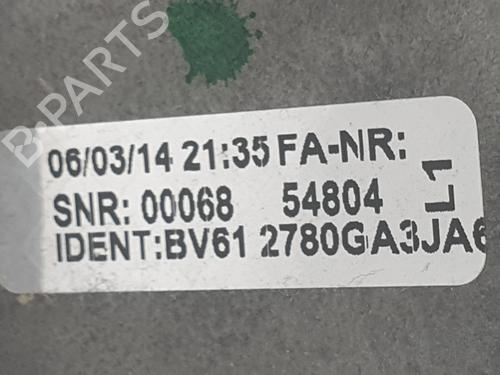 B-PARTS
06/03/14 21:35 FA-NR:
SNR: 00068 54804
L1
IDENT:BV61 2780GA3JA6